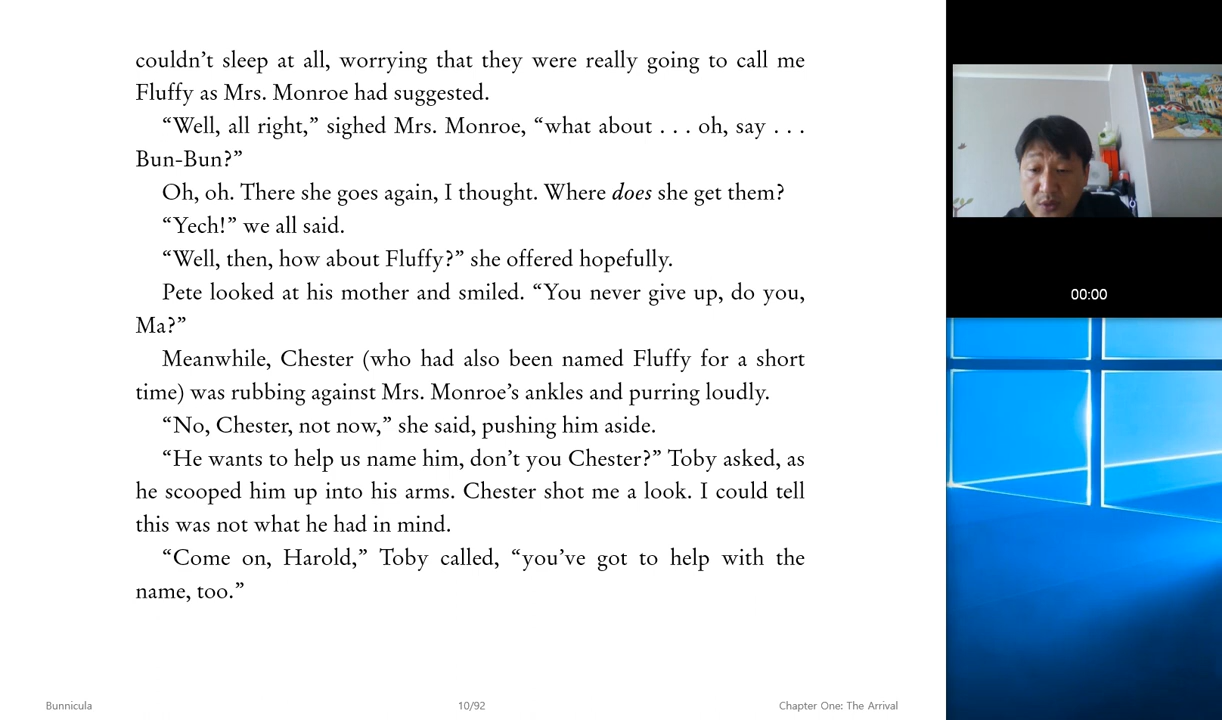 couldn’t sleep at all, worrying that they were really going to call me
Fluffy as Mrs. Monroe had suggested.
“Well, all right,” sighed Mrs. Monroe, “what about . . . oh, say . . .
Bun-Bun?”
Oh, oh. There she goes again, I thought. Where does she get them?
“Yech!” we all said.
“Well, then, how about Fluffy?” she offered hopefully.
Pete looked at his mother and smiled. “You never give up, do you,
Ma?”
Meanwhile, Chester (who had also been named Fluffy for a short
time) was rubbing against Mrs. Monroe’s ankles and purring loudly.
“No, Chester, not now,” she said, pushing him aside.
“He wants to help us name him, don’t you Chester?” Toby asked, as
he scooped him up into his arms. Chester shot me a look. I could tell
this was not what he had in mind.
“Come on, Harold,” Toby called, “you’ve got to help with the
name, too.”
Bunnicula
10/92
Chapter One: The Arrival
00:00